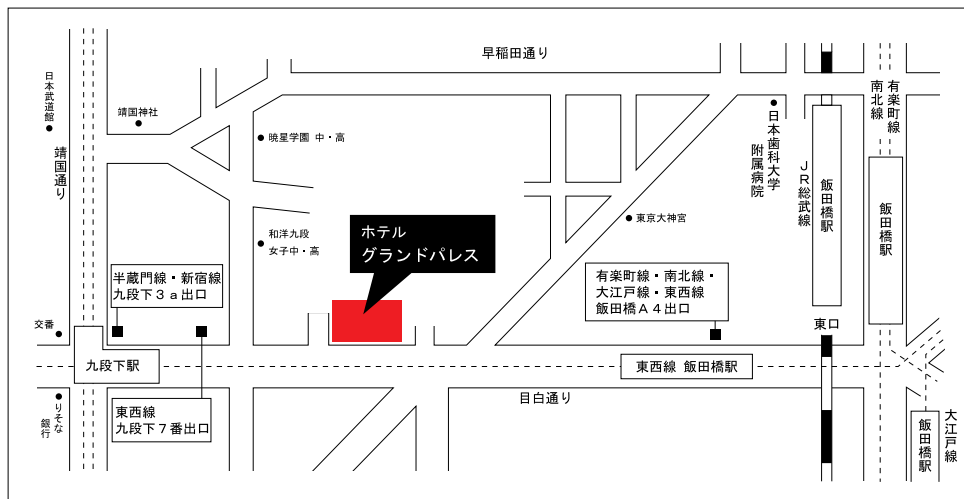 早稲田通り
日本武道館
靖国神社
靖国通り
暁星学園 中・高
和洋九段
女子中・高
ホテル
グランドパレス
東京大神宮
日本歯科大学
附属病院
JR総武線
飯田橋駅
南北線
有楽町線
飯田橋駅
半蔵門線・新宿線
九段下3a出口
有楽町線・南北線・
大江戸線・東西線
飯田橋A4出口
東口
交番
九段下駅
東西線 飯田橋駅
りそな
銀行
東西線
九段下7番出口
目白通り
飯田橋駅
大江戸線